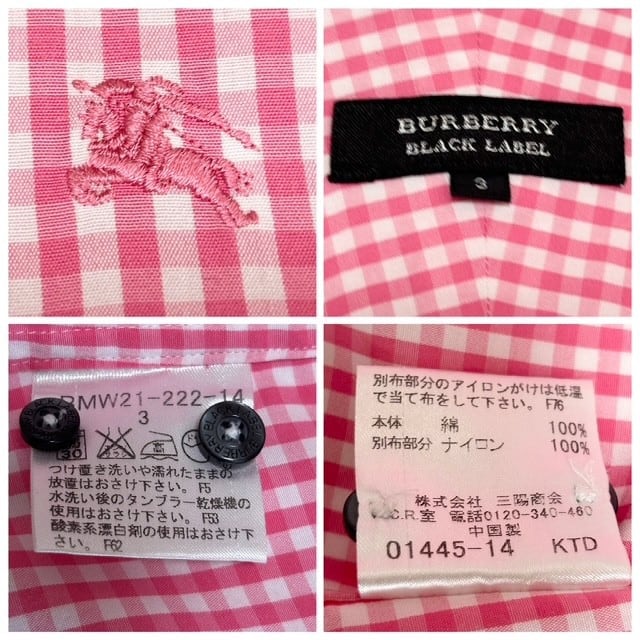 BURBERRY
BLACK LABEL
3
BMW21-222-14
3
30
つけ置き洗いや濡れたままの
放置はおさけ下さい。F5
水洗い後のタンブラー乾燥機の
使用はおさけ下さい。F53
酸素系漂白剤の使用はおさけ下
さい。F62
別布部分のアイロンがけは低温
で当て布をして下さい。F76
本体 綿 100%
別布部分 ナイロン 100%
株式会社 三陽商会
C.R.室 電話0120-340-460
中国製
01445-14 KTD